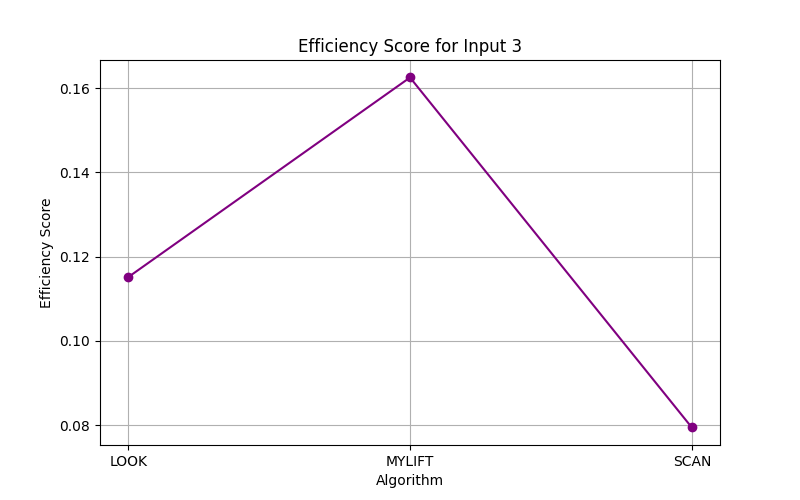 Efficiency Score for Input 3
Efficiency Score
0.16
0.14
0.12
0.10
0.08
LOOK MYLIFT SCAN
Algorithm